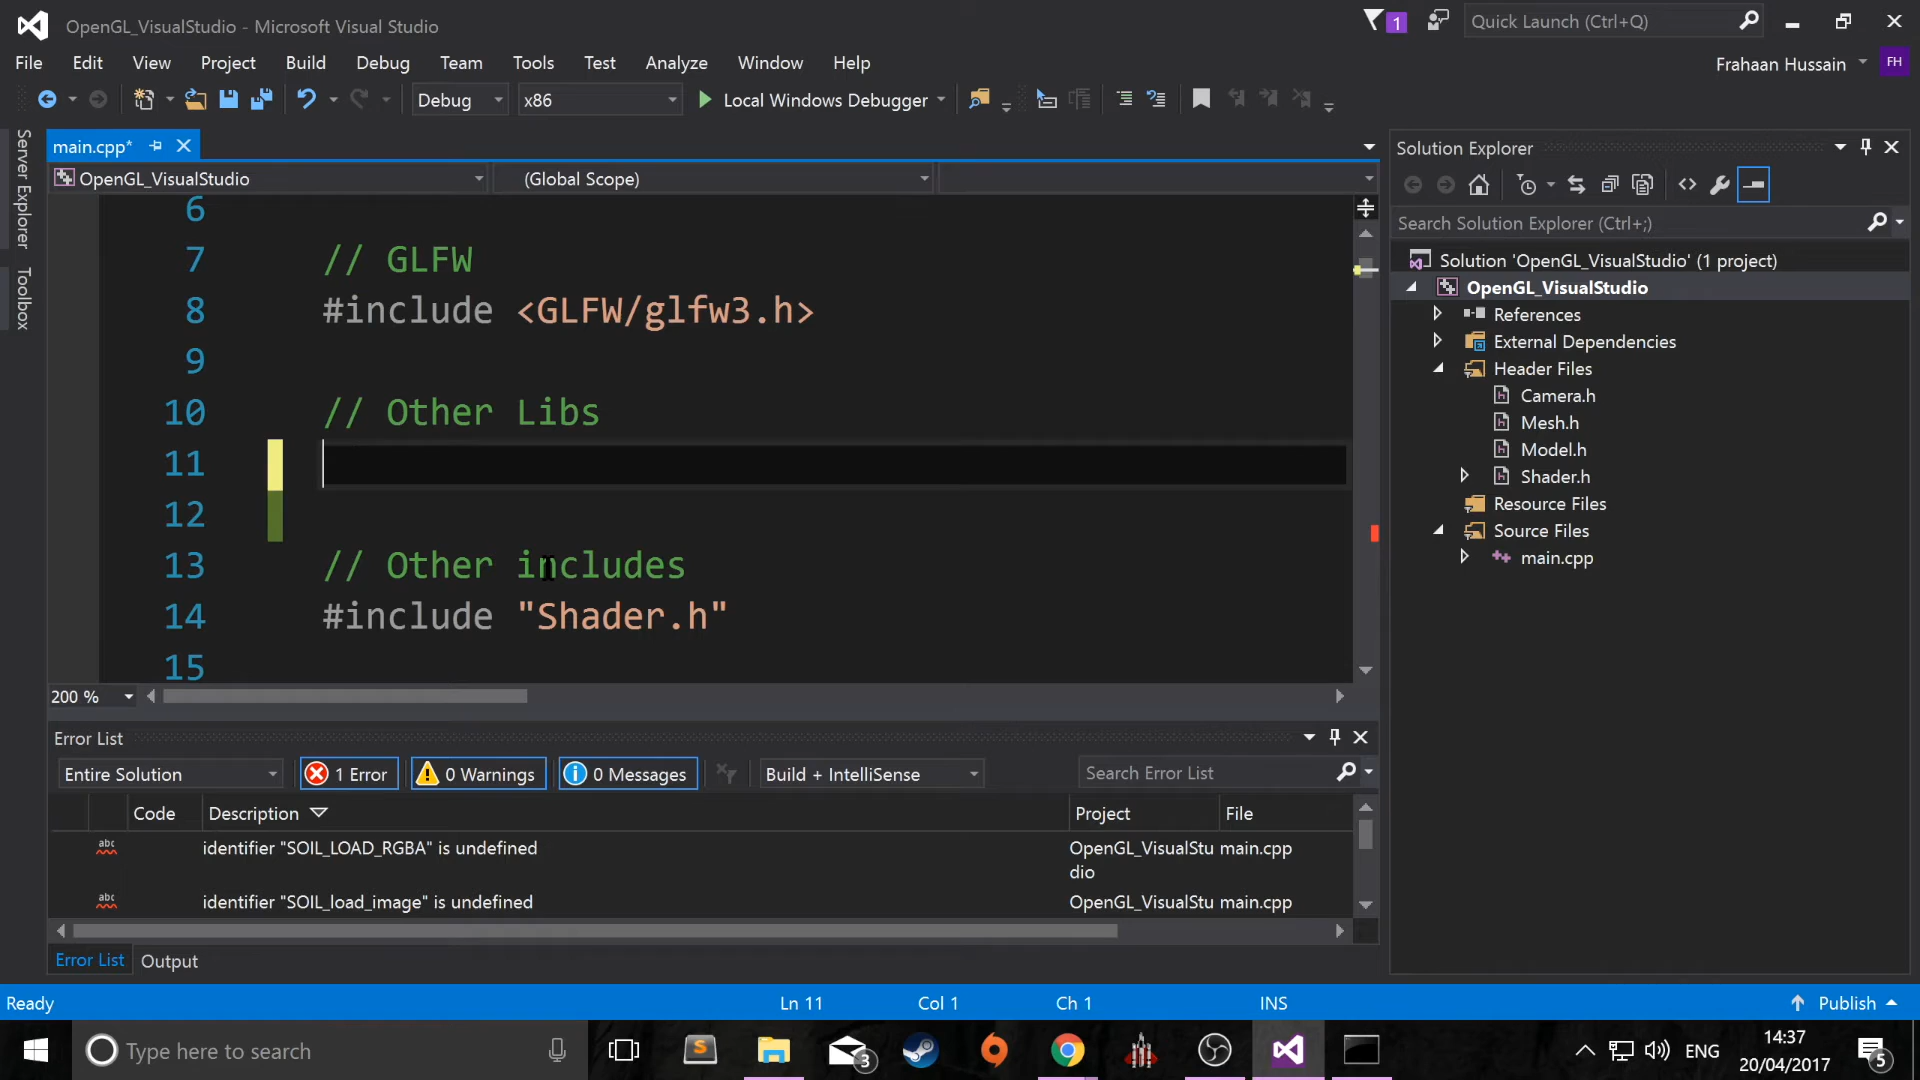 OpenGL_VisualStudio - Microsoft Visual Studio
1
Quick Launch (Ctrl+Q)
File Edit View Project Build Debug Team Tools Test Analyze Window Help
Frahaan Hussain FH
Debug x86 Local Windows Debugger
Server Explorer
Toolbox
main.cpp*
OpenGL_VisualStudio (Global Scope)
6
7 // GLFW
8 #include <GLFW/glfw3.h>
9
10 // Other Libs
11
12
13 // Other includes
14 #include "Shader.h"
15
200 %
Solution Explorer
Search Solution Explorer (Ctrl+;)
Solution 'OpenGL_VisualStudio' (1 project)
OpenGL_VisualStudio
References
External Dependencies
Header Files
Camera.h
Mesh.h
Model.h
Shader.h
Resource Files
Source Files
main.cpp
Error List
Entire Solution 1 Error 0 Warnings 0 Messages Build + IntelliSense Search Error List
Code Description Project File
abc identifier "SOIL_LOAD_RGBA" is undefined OpenGL_VisualStu main.cpp
dio
abc identifier "SOIL_load_image" is undefined OpenGL_VisualStu main.cpp
Error List Output
Ready Ln 11 Col 1 Ch 1 INS Publish
Type here to search
S
3
ENG
14:37
20/04/2017
5